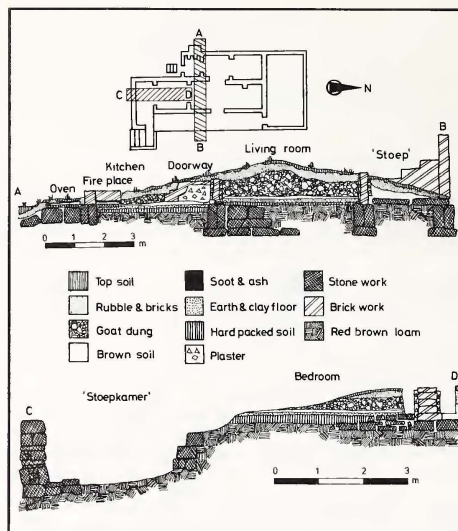 A
C
D
B
N
Living room
'Stoep'
B
Kitchen
Doorway
A
Oven
Fire place
0 1 2 3
m
Top soil
Soot & ash
Stone work
Rubble & bricks
Earth & clay floor
Brick work
Goat dung
Hard packed soil
Red brown loam
Brown soil
Plaster
Bedroom
C
'Stoepkamer'
D
0 1 2 3
m